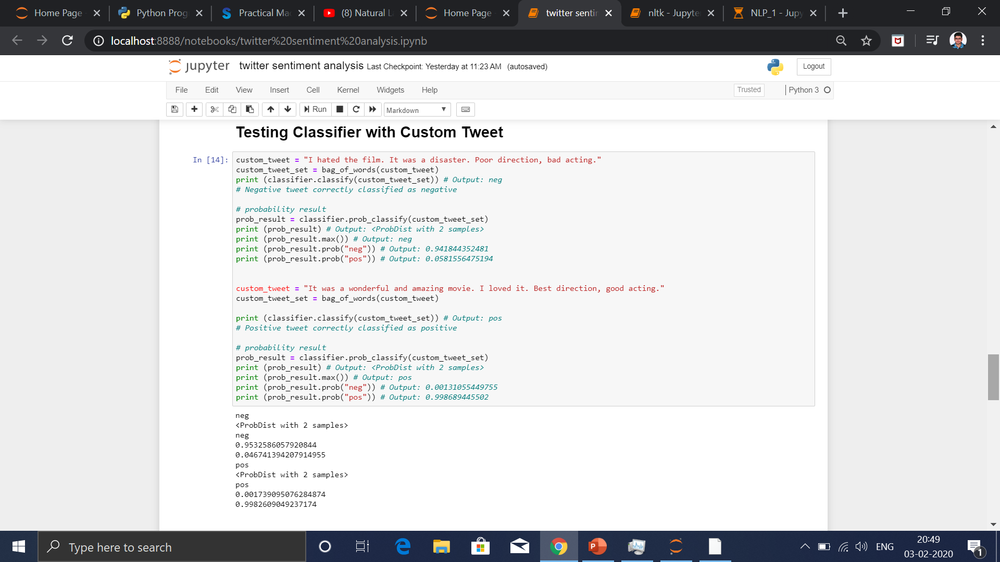 Home Page
Python Prog
Practical Ma
(8) Natural L
Home Page
twitter senti
nltk - Jupyte
NLP_1 - Jupy
localhost:8888/notebooks/twitter%20sentiment%20analysis.ipynb
jupyter twitter sentiment analysis Last Checkpoint: Yesterday at 11:23 AM (autosaved)
Logout
File Edit View Insert Cell Kernel Widgets Help
Trusted
Python 3
Run
Markdown
Testing Classifier with Custom Tweet
In [14]:
custom_tweet = "I hated the film. It was a disaster. Poor direction, bad acting."
custom_tweet_set = bag_of_words(custom_tweet)
print (classifier.classify(custom_tweet_set)) # Output: neg
# Negative tweet correctly classified as negative
# probability result
prob_result = classifier.prob_classify(custom_tweet_set)
print (prob_result) # Output: <ProbDist with 2 samples>
print (prob_result.max()) # Output: neg
print (prob_result.prob("neg")) # Output: 0.941844352481
print (prob_result.prob("pos")) # Output: 0.0581556475194
custom_tweet = "It was a wonderful and amazing movie. I loved it. Best direction, good acting."
custom_tweet_set = bag_of_words(custom_tweet)
print (classifier.classify(custom_tweet_set)) # Output: pos
# Positive tweet correctly classified as positive
# probability result
prob_result = classifier.prob_classify(custom_tweet_set)
print (prob_result) # Output: <ProbDist with 2 samples>
print (prob_result.max()) # Output: pos
print (prob_result.prob("neg")) # Output: 0.00131055449755
print (prob_result.prob("pos")) # Output: 0.998689445502
neg
<ProbDist with 2 samples>
neg
0.9532586057920844
0.046741394207914955
pos
<ProbDist with 2 samples>
pos
0.001739095076284874
0.9982609049237174
Type here to search
ENG
20:49
03-02-2020
1